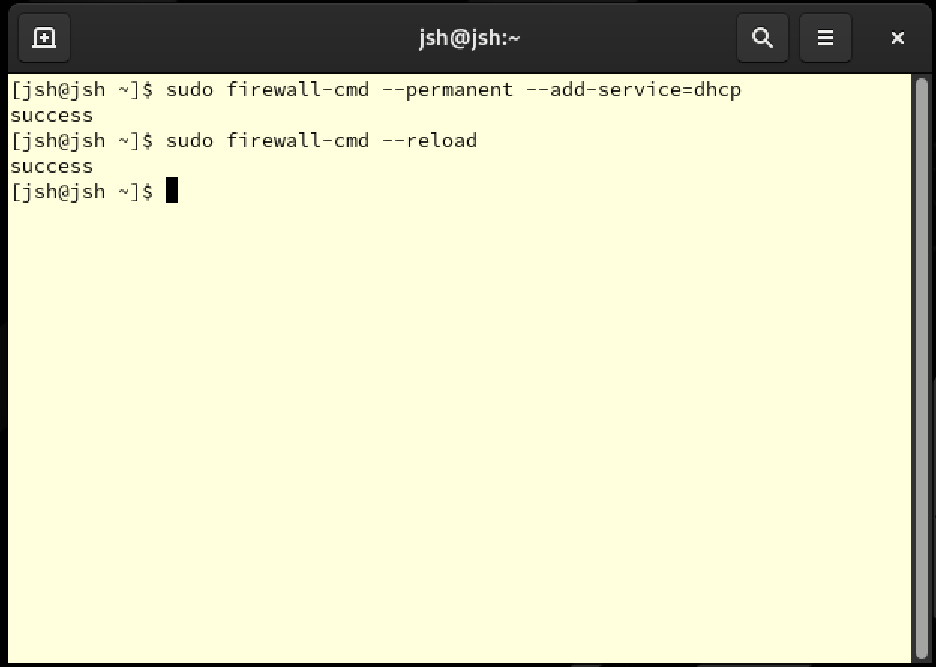 jsh@jsh:~
[jsh@jsh ~]$ sudo firewall-cmd --permanent --add-service=dhcp
success
[jsh@jsh ~]$ sudo firewall-cmd --reload
success
[jsh@jsh ~]$